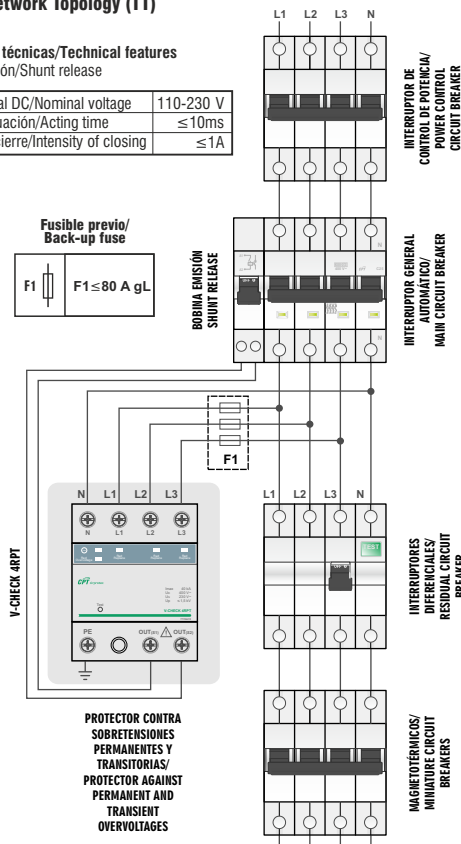 Network Topology (TT)
técnicas/Technical features
ón/Shunt release
al DC/Nominal voltage 110-230 V
uación/Acting time ≤10ms
ierre/Intensity of closing ≤1A
L1 L2 L3 N
INTERRUPTOR DE
CONTROL DE POTENCIA/
POWER CONTROL
CIRCUIT BREAKER
Fusible previo/
Back-up fuse
F1 F1≤80 A gL
BOBINA EMISIÓN
SHUNT RELEASE
INTERRUPTOR GENERAL
AUTOMÁTICO/
MAIN CIRCUIT BREAKER
N
N
F1
N L1 L2 L3
N L1 L2 L3
CPT
Test
V-CHECK 4RPT
PE OUT OUT
V-CHECK 4RPT
PROTECTOR CONTRA
SOBRETENSIONES
PERMANENTES Y
TRANSITORIAS/
PROTECTOR AGAINST
PERMANENT AND
TRANSIENT
OVERVOLTAGES
L1 L2 L3 N
TEST
OFF
INTERRUPTORES
DIFERENCIALES/
RESIDUAL CIRCUIT
BREAKER
MAGNETOTÉRMICOS/
MINIATURE CIRCUIT
BREAKERS